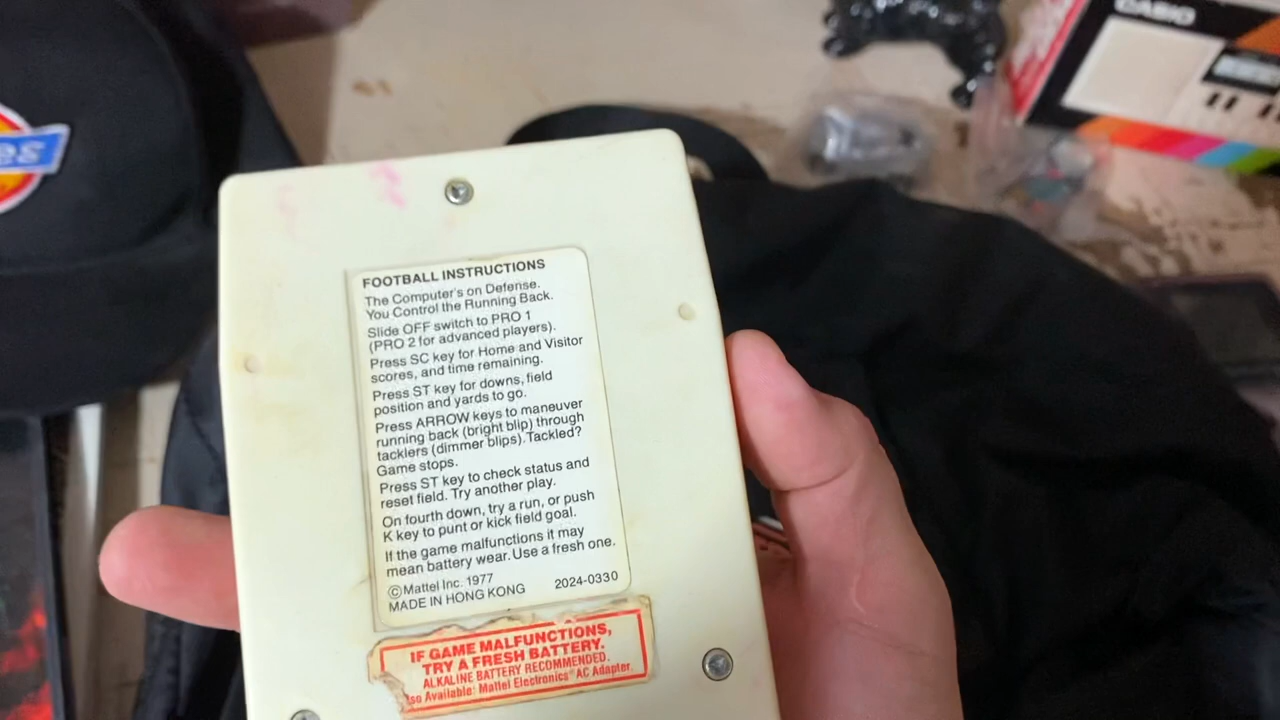 CASIO
es
FOOTBALL INSTRUCTIONS
The Computer's on Defense.
You Control the Running Back.
Slide OFF switch to PRO 1
(PRO 2 for advanced players).
Press SC key for Home and Visitor
scores, and time remaining.
Press ST key for downs, field
position and yards to go.
Press ARROW keys to maneuver
running back (bright blip) through
tacklers (dimmer blips). Tackled?
Game stops.
Press ST key to check status and
reset field. Try another play.
On fourth down, try a run, or push
K key to punt or kick field goal.
If the game malfunctions it may
mean battery wear. Use a fresh one.
©Mattel Inc. 1977
MADE IN HONG KONG 2024-0330
IF GAME MALFUNCTIONS,
TRY A FRESH BATTERY.
ALKALINE BATTERY RECOMMENDED.
so Available: Mattel Electronics® AC Adapter.